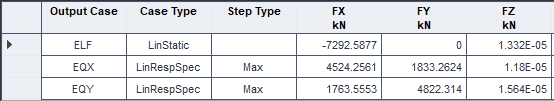 Output Case Case Type Step Type FX FY FZ
kN kN kN
ELF LinStatic -7292.5877 0 1.332E-05
EQX LinRespSpec Max 4524.2561 1833.2624 1.18E-05
EQY LinRespSpec Max 1763.5553 4822.314 1.564E-05